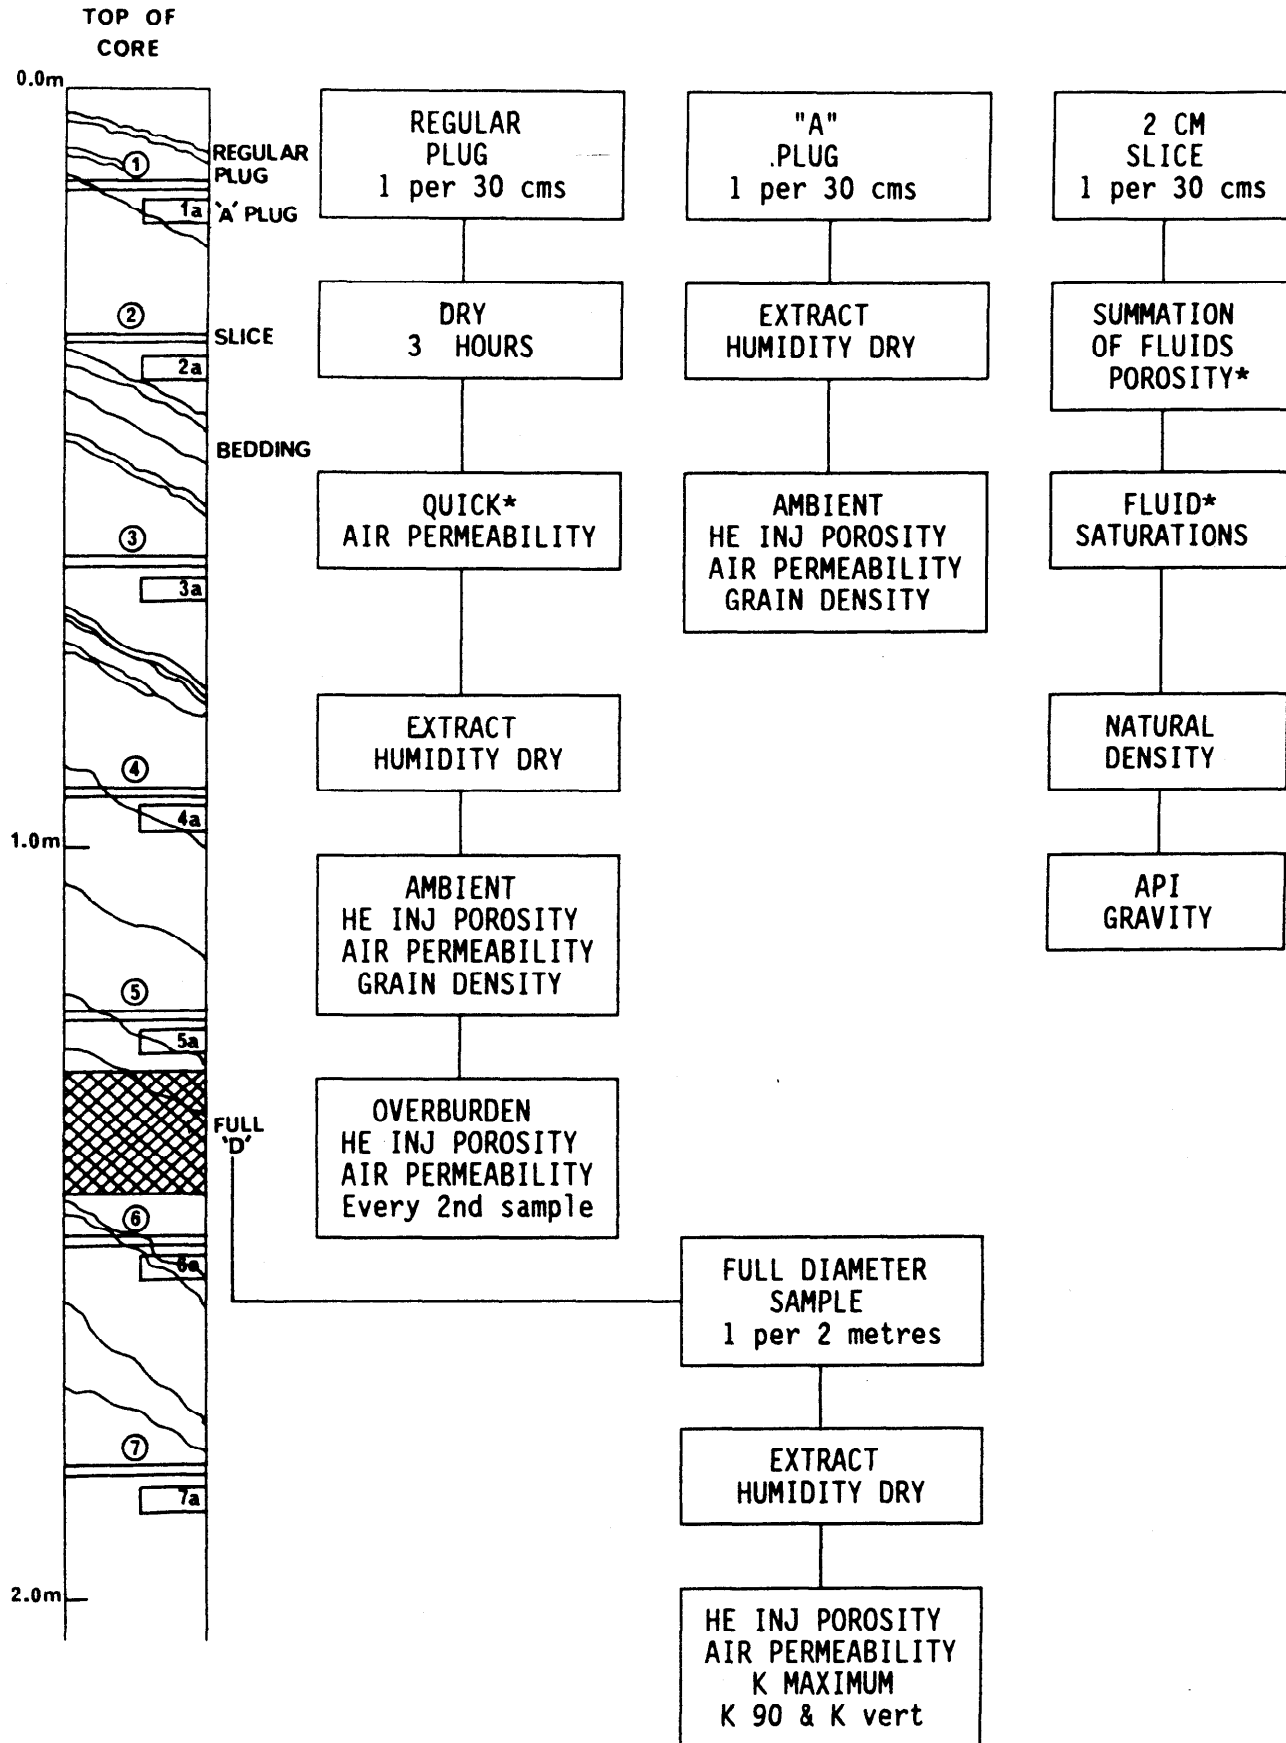 TOP OF
CORE
0.0m
1
REGULAR
PLUG
1a
'A' PLUG
2
SLICE
2a
BEDDING
3
3a
4
4a
1.0m
5
5a
FULL
'D'
6
6a
7
7a
2.0m
REGULAR
PLUG
1 per 30 cms
DRY
3 HOURS
QUICK*
AIR PERMEABILITY
EXTRACT
HUMIDITY DRY
AMBIENT
HE INJ POROSITY
AIR PERMEABILITY
GRAIN DENSITY
OVERBURDEN
HE INJ POROSITY
AIR PERMEABILITY
Every 2nd sample
"A"
.PLUG
1 per 30 cms
EXTRACT
HUMIDITY DRY
AMBIENT
HE INJ POROSITY
AIR PERMEABILITY
GRAIN DENSITY
2 CM
SLICE
1 per 30 cms
SUMMATION
OF FLUIDS
POROSITY*
FLUID*
SATURATIONS
NATURAL
DENSITY
API
GRAVITY
FULL DIAMETER
SAMPLE
1 per 2 metres
EXTRACT
HUMIDITY DRY
HE INJ POROSITY
AIR PERMEABILITY
K MAXIMUM
K 90 & K vert